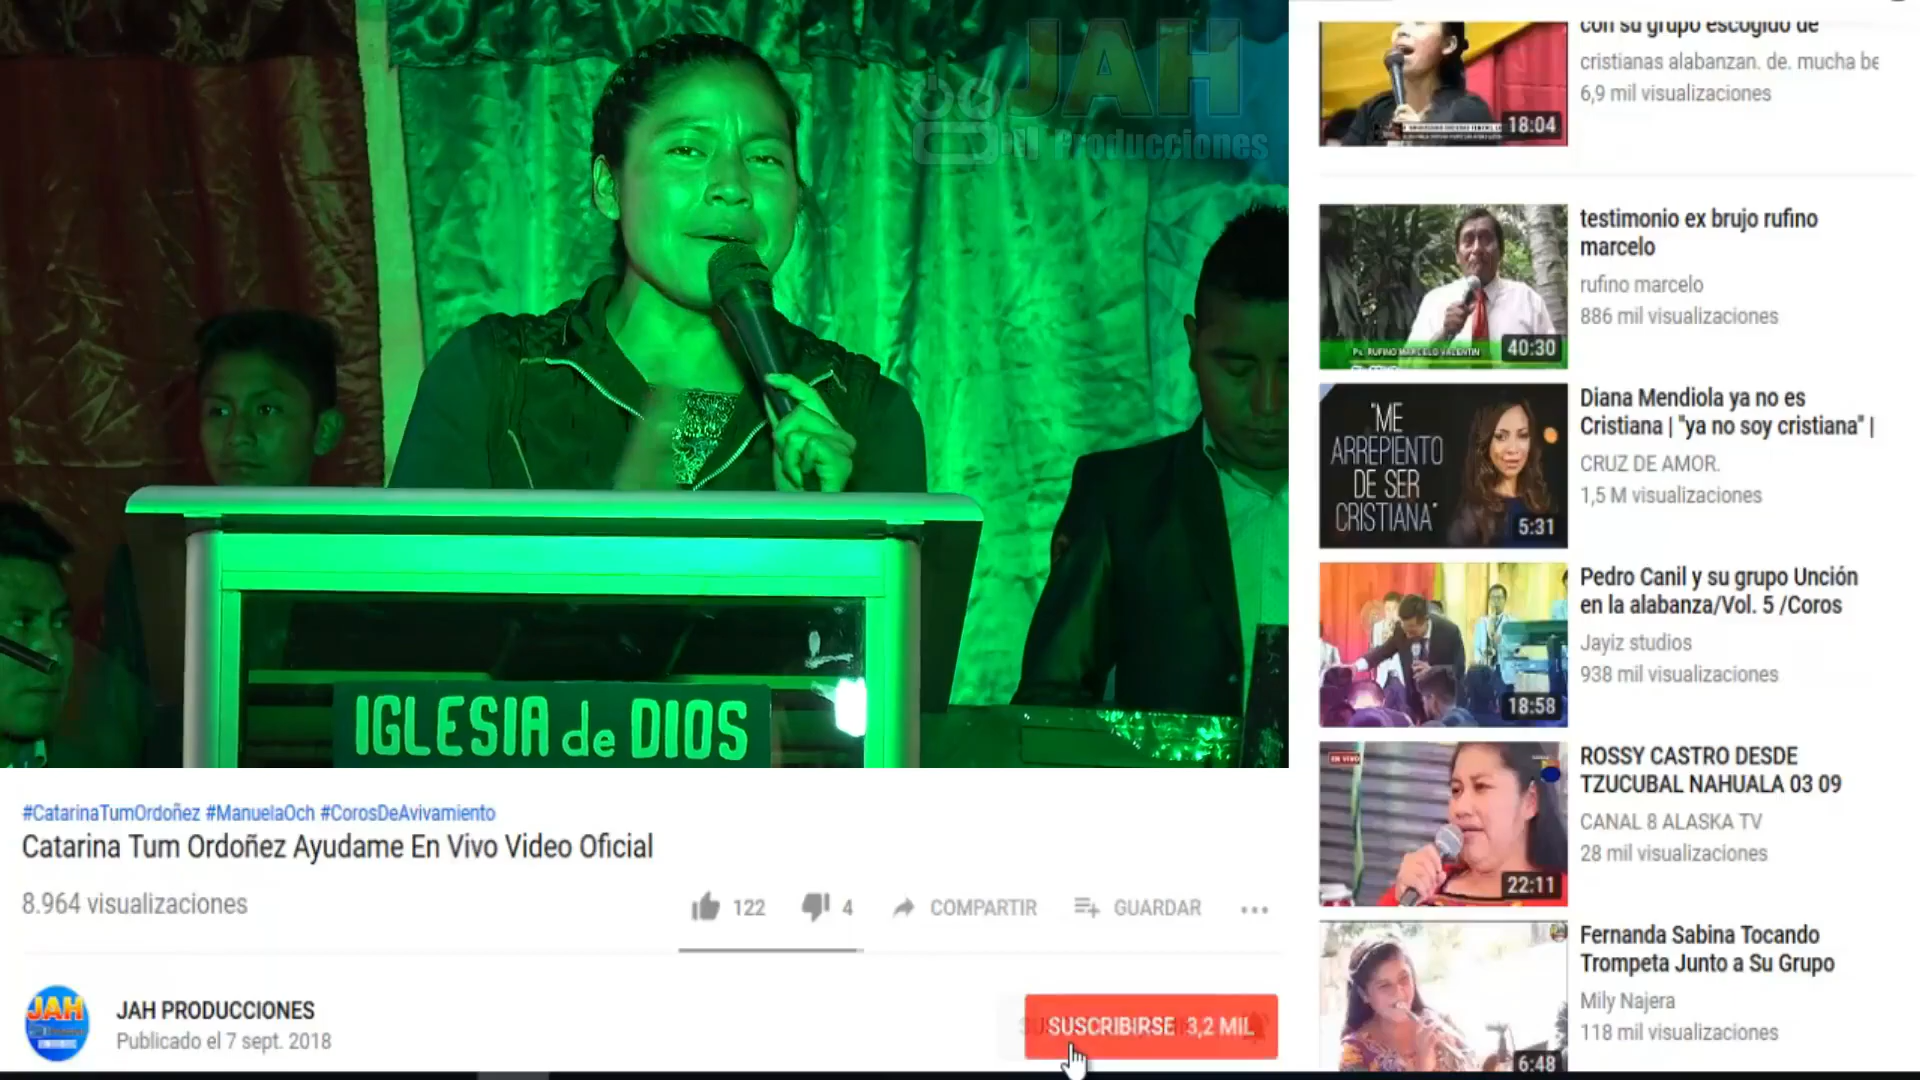 JAH
Producciones
IGLESIA de DIOS
#CatarinaTumOrdoñez #ManuelaOch #CorosDeAvivamiento
Catarina Tum Ordoñez Ayudame En Vivo Video Oficial
8.964 visualizaciones
122
4
COMPARTIR
GUARDAR
JAH
JAH PRODUCCIONES
Publicado el 7 sept. 2018
SUSCRIBIRSE 3,2 MIL
con su grupo escogido de
cristianas alabanzan. de. mucha be
6,9 mil visualizaciones
18:04
testimonio ex brujo rufino
marcelo
rufino marcelo
886 mil visualizaciones
Ps. RUFINO MARCELO VALENTIN
40:30
"ME
ARREPIENTO
DE SER
CRISTIANA"
5:31
Diana Mendiola ya no es
Cristiana | "ya no soy cristiana" |
CRUZ DE AMOR.
1,5 M visualizaciones
Pedro Canil y su grupo Unción
en la alabanza/Vol. 5 /Coros
Jayiz studios
938 mil visualizaciones
18:58
EN VIVO
ROSSY CASTRO DESDE
TZUCUBAL NAHUALA 03 09
CANAL 8 ALASKA TV
28 mil visualizaciones
22:11
Fernanda Sabina Tocando
Trompeta Junto a Su Grupo
Mily Najera
118 mil visualizaciones
6:48